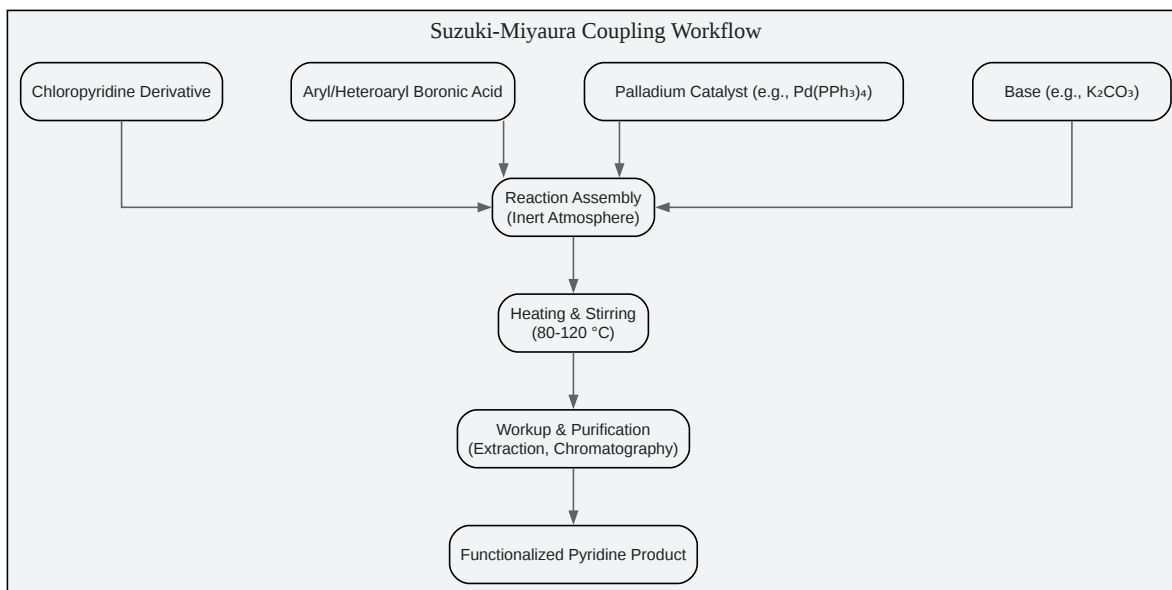 Suzuki-Miyaura Coupling Workflow
Chloropyridine Derivative
Aryl/Heteroaryl Boronic Acid
Palladium Catalyst (e.g., Pd(PPh₃)₄)
Base (e.g., K₂CO₃)
Reaction Assembly
(Inert Atmosphere)
Heating & Stirring
(80-120 °C)
Workup & Purification
(Extraction, Chromatography)
Functionalized Pyridine Product